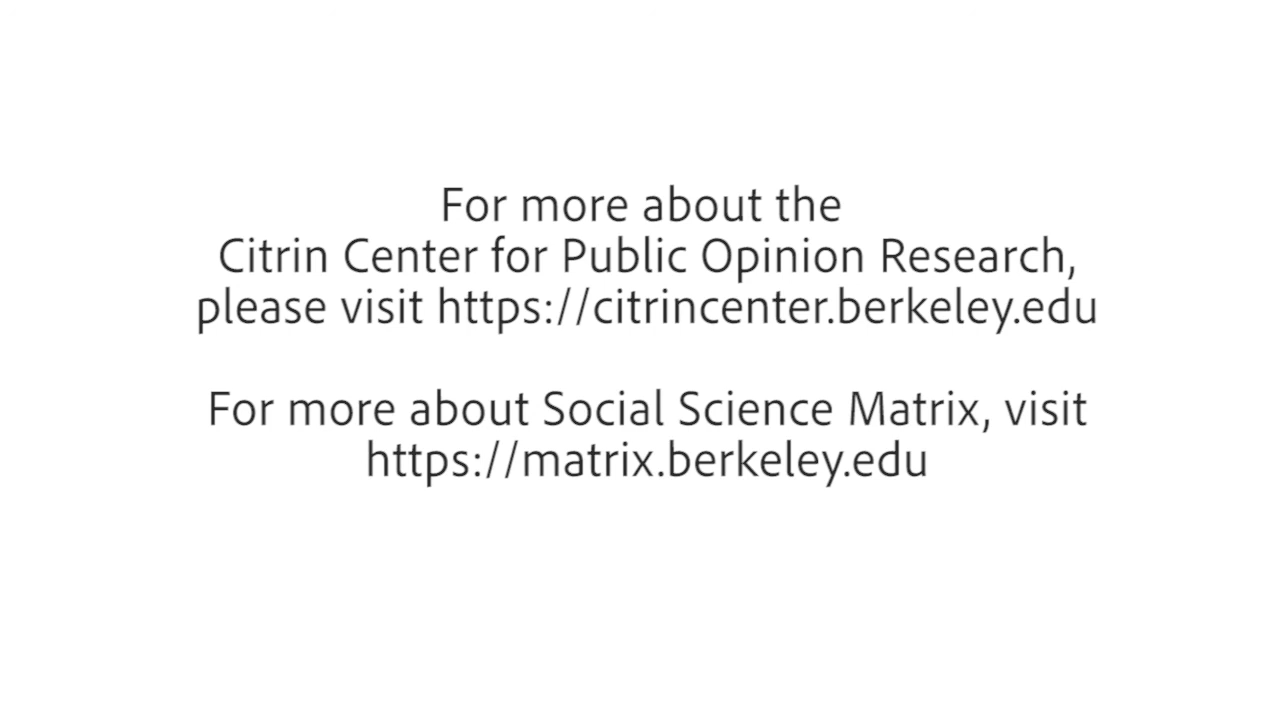 For more about the
Citrin Center for Public Opinion Research,
please visit https://citrincenter.berkeley.edu
For more about Social Science Matrix, visit
https://matrix.berkeley.edu